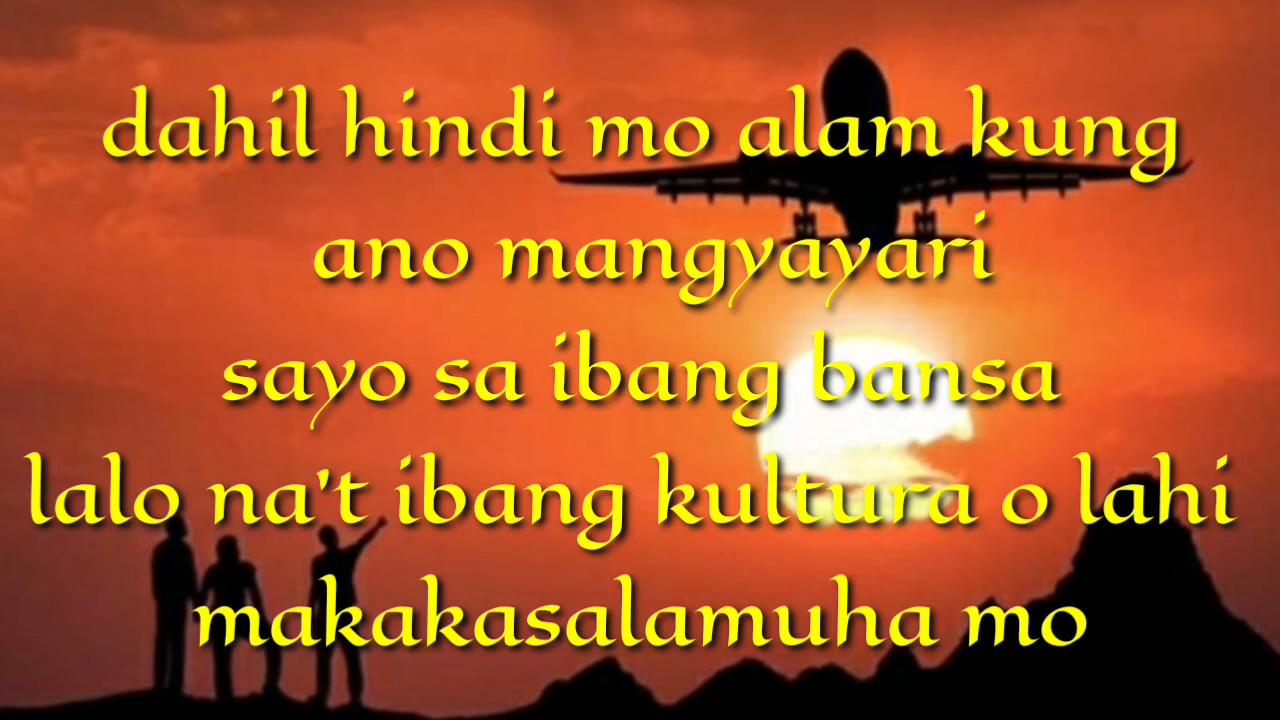 dahil hindi mo alam kung
ano mangyayari
sayo sa ibang bansa
lalo na't ibang kultura o lahi
makakasalamuha mo